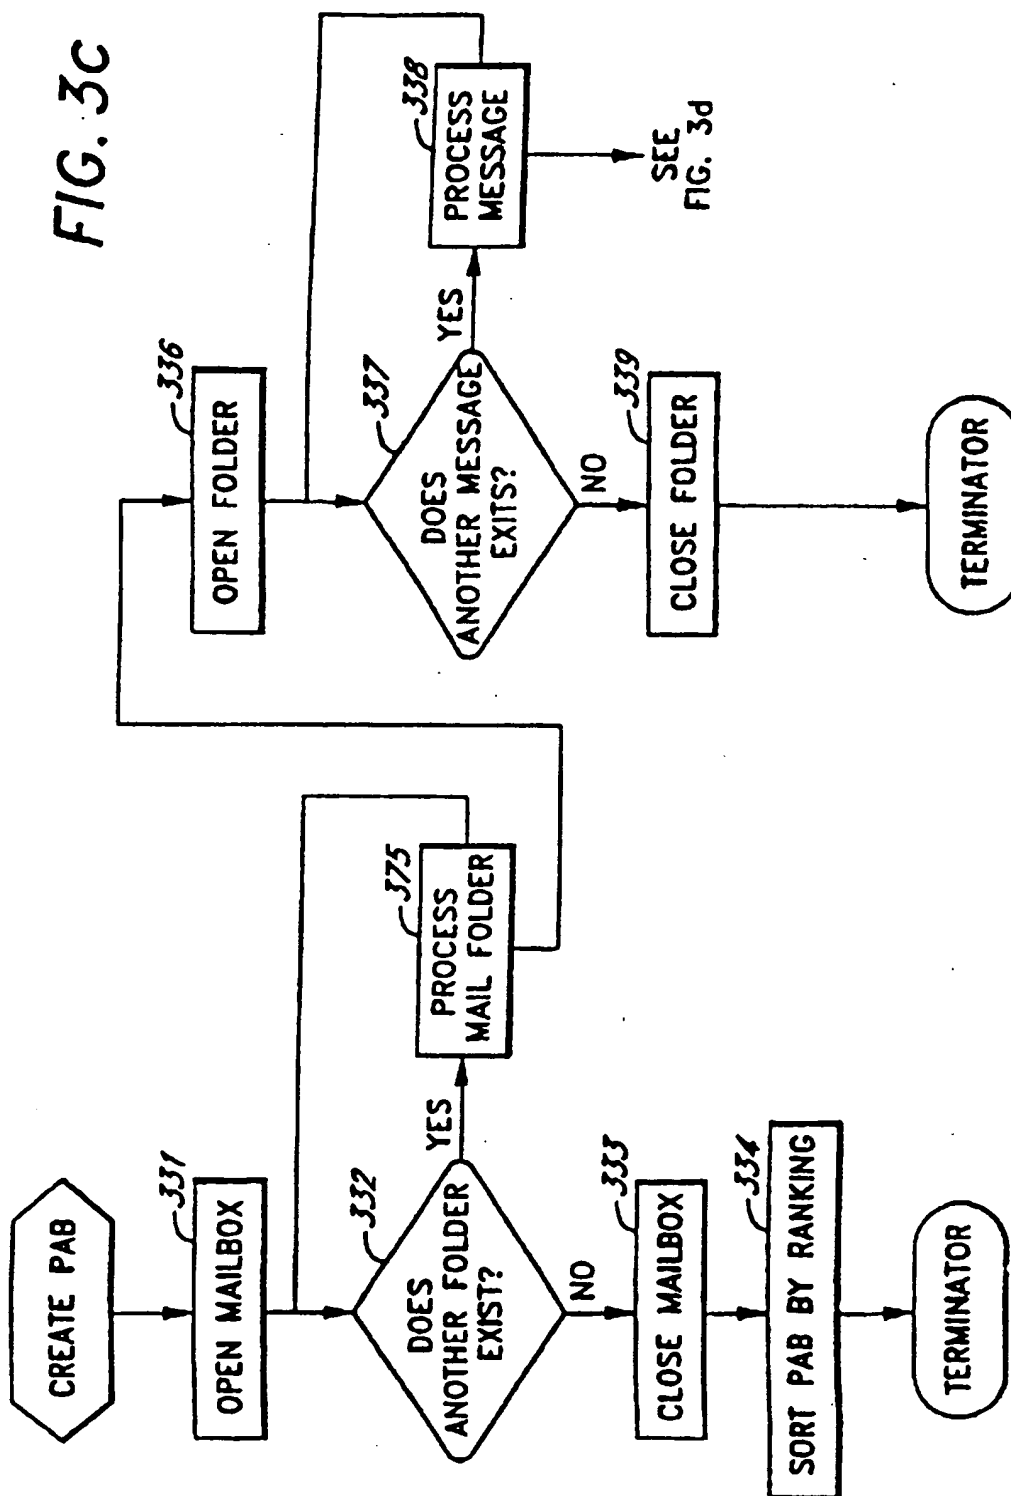 FIG. 3c
CREATE PAB
331
OPEN MAILBOX
332
DOES
ANOTHER FOLDER
EXIST?
YES
375
PROCESS
MAIL FOLDER
NO
333
CLOSE MAILBOX
334
SORT PAB BY RANKING
TERMINATOR
336
OPEN FOLDER
337
DOES
ANOTHER MESSAGE
EXITS?
YES
338
PROCESS
MESSAGE
SEE
FIG. 3d
NO
339
CLOSE FOLDER
TERMINATOR